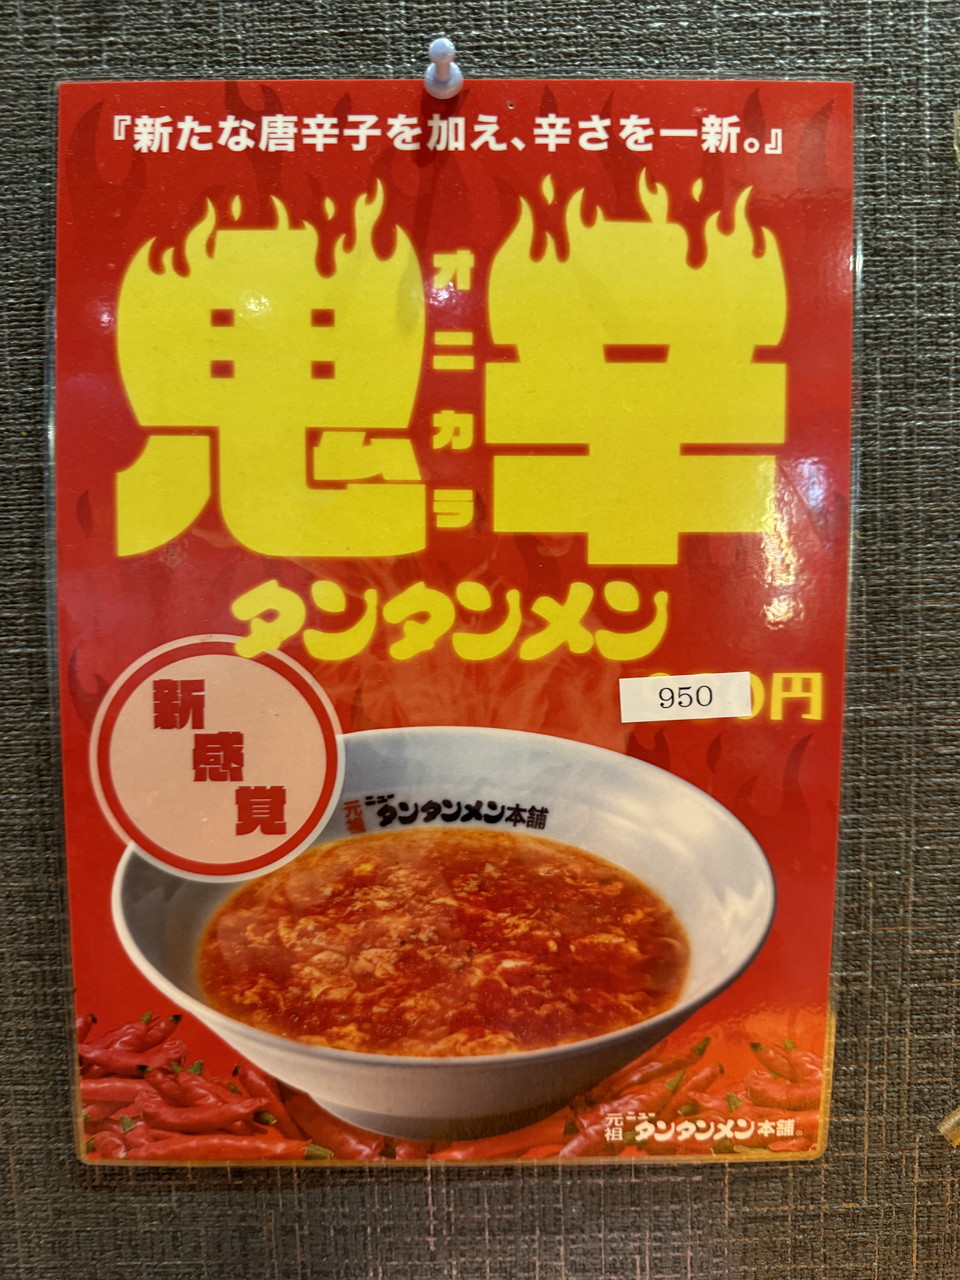 『新たな唐辛子を加え、辛さを一新。』
鬼辛
オニカラ
タンタンメン
950
0円
新感覚
元祖 ニュータンタンメン本舗
元祖 ニュータンタンメン本舗®